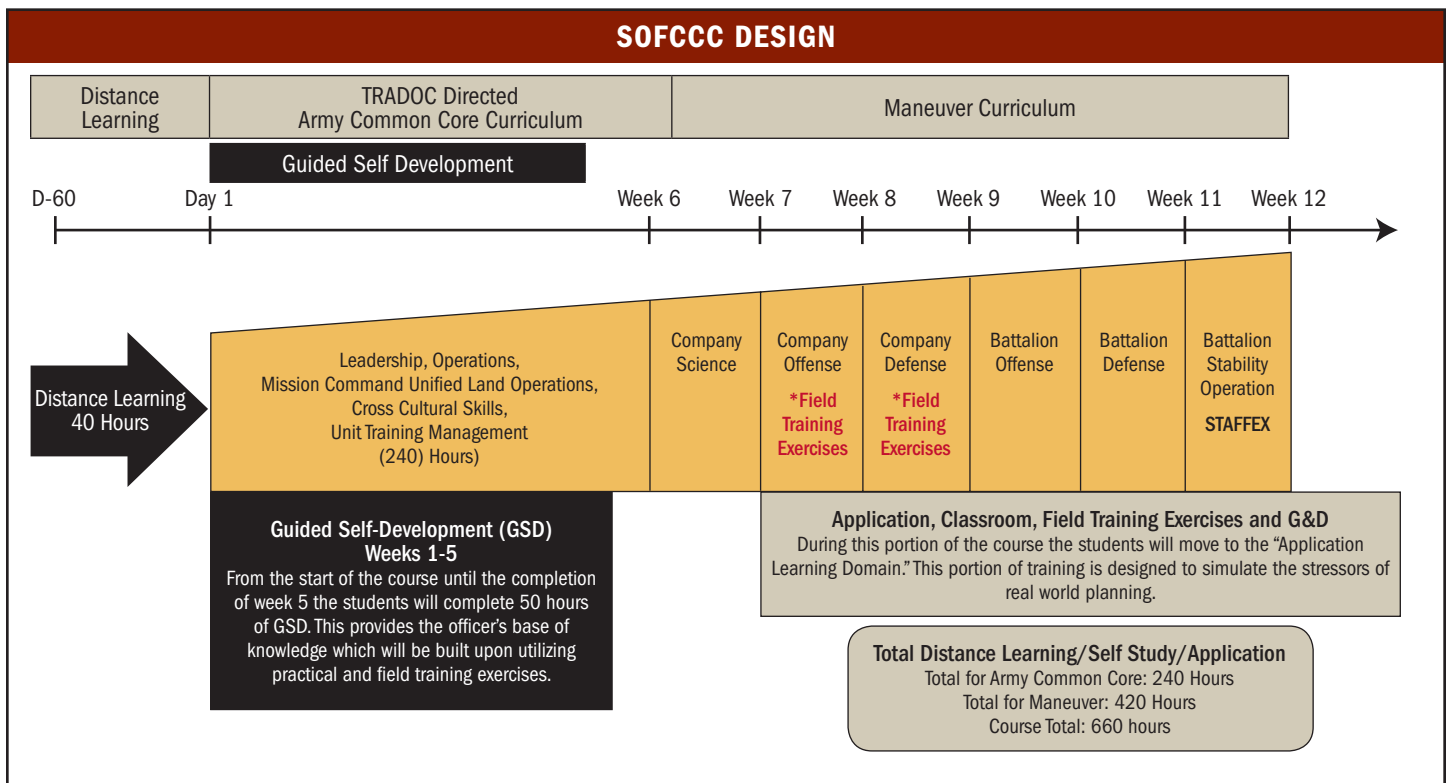 SOFCCC DESIGN
Distance
Learning
TRADOC Directed
Army Common Core Curriculum
Maneuver Curriculum
Guided Self Development
D-60
Day 1
Week 6
Week 7
Week 8
Week 9
Week 10
Week 11
Week 12
Distance Learning
40 Hours
Leadership, Operations,
Mission Command Unified Land Operations,
Cross Cultural Skills,
Unit Training Management
(240) Hours)
Company
Science
Company
Offense
*Field
Training
Exercises
Company
Defense
*Field
Training
Exercises
Battalion
Offense
Battalion
Defense
Battalion
Stability
Operation
STAFFEX
Guided Self-Development (GSD)
Weeks 1-5
From the start of the course until the completion
of week 5 the students will complete 50 hours
of GSD. This provides the officer's base of
knowledge which will be built upon utilizing
practical and field training exercises.
Application, Classroom, Field Training Exercises and G&D
During this portion of the course the students will move to the “Application
Learning Domain.” This portion of training is designed to simulate the stressors of
real world planning.
Total Distance Learning/Self Study/Application
Total for Army Common Core: 240 Hours
Total for Maneuver: 420 Hours
Course Total: 660 hours